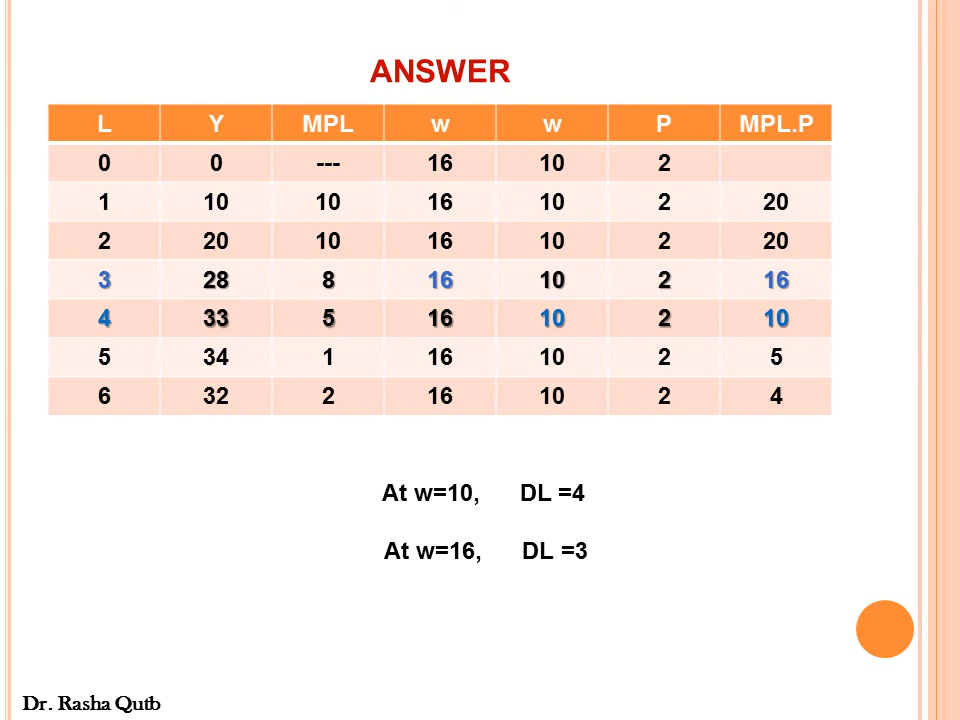 ANSWER
L Y MPL w w P MPL.P
0 0 --- 16 10 2
1 10 10 16 10 2 20
2 20 10 16 10 2 20
3 28 8 16 10 2 16
4 33 5 16 10 2 10
5 34 1 16 10 2 5
6 32 2 16 10 2 4
At w=10, DL =4
At w=16, DL =3
Dr. Rasha Qutb